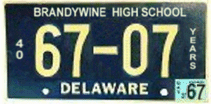 BRANDYWINE HIGH SCHOOL
40
67-07
YEARS
DELAWARE
67